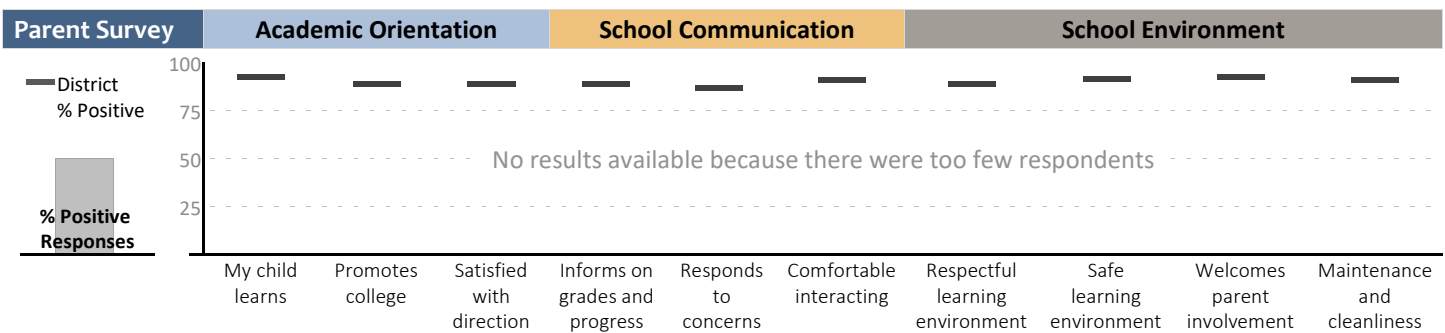 Parent Survey
Academic Orientation
School Communication
School Environment
District
% Positive
% Positive
Responses
100
75
50
25
No results available because there were too few respondents
My child
learns
Promotes
college
Satisfied
with
direction
Informs on
grades and
progress
Responds
to
concerns
Comfortable
interacting
Respectful
learning
environment
Safe
learning
environment
Welcomes
parent
involvement
Maintenance
and
cleanliness